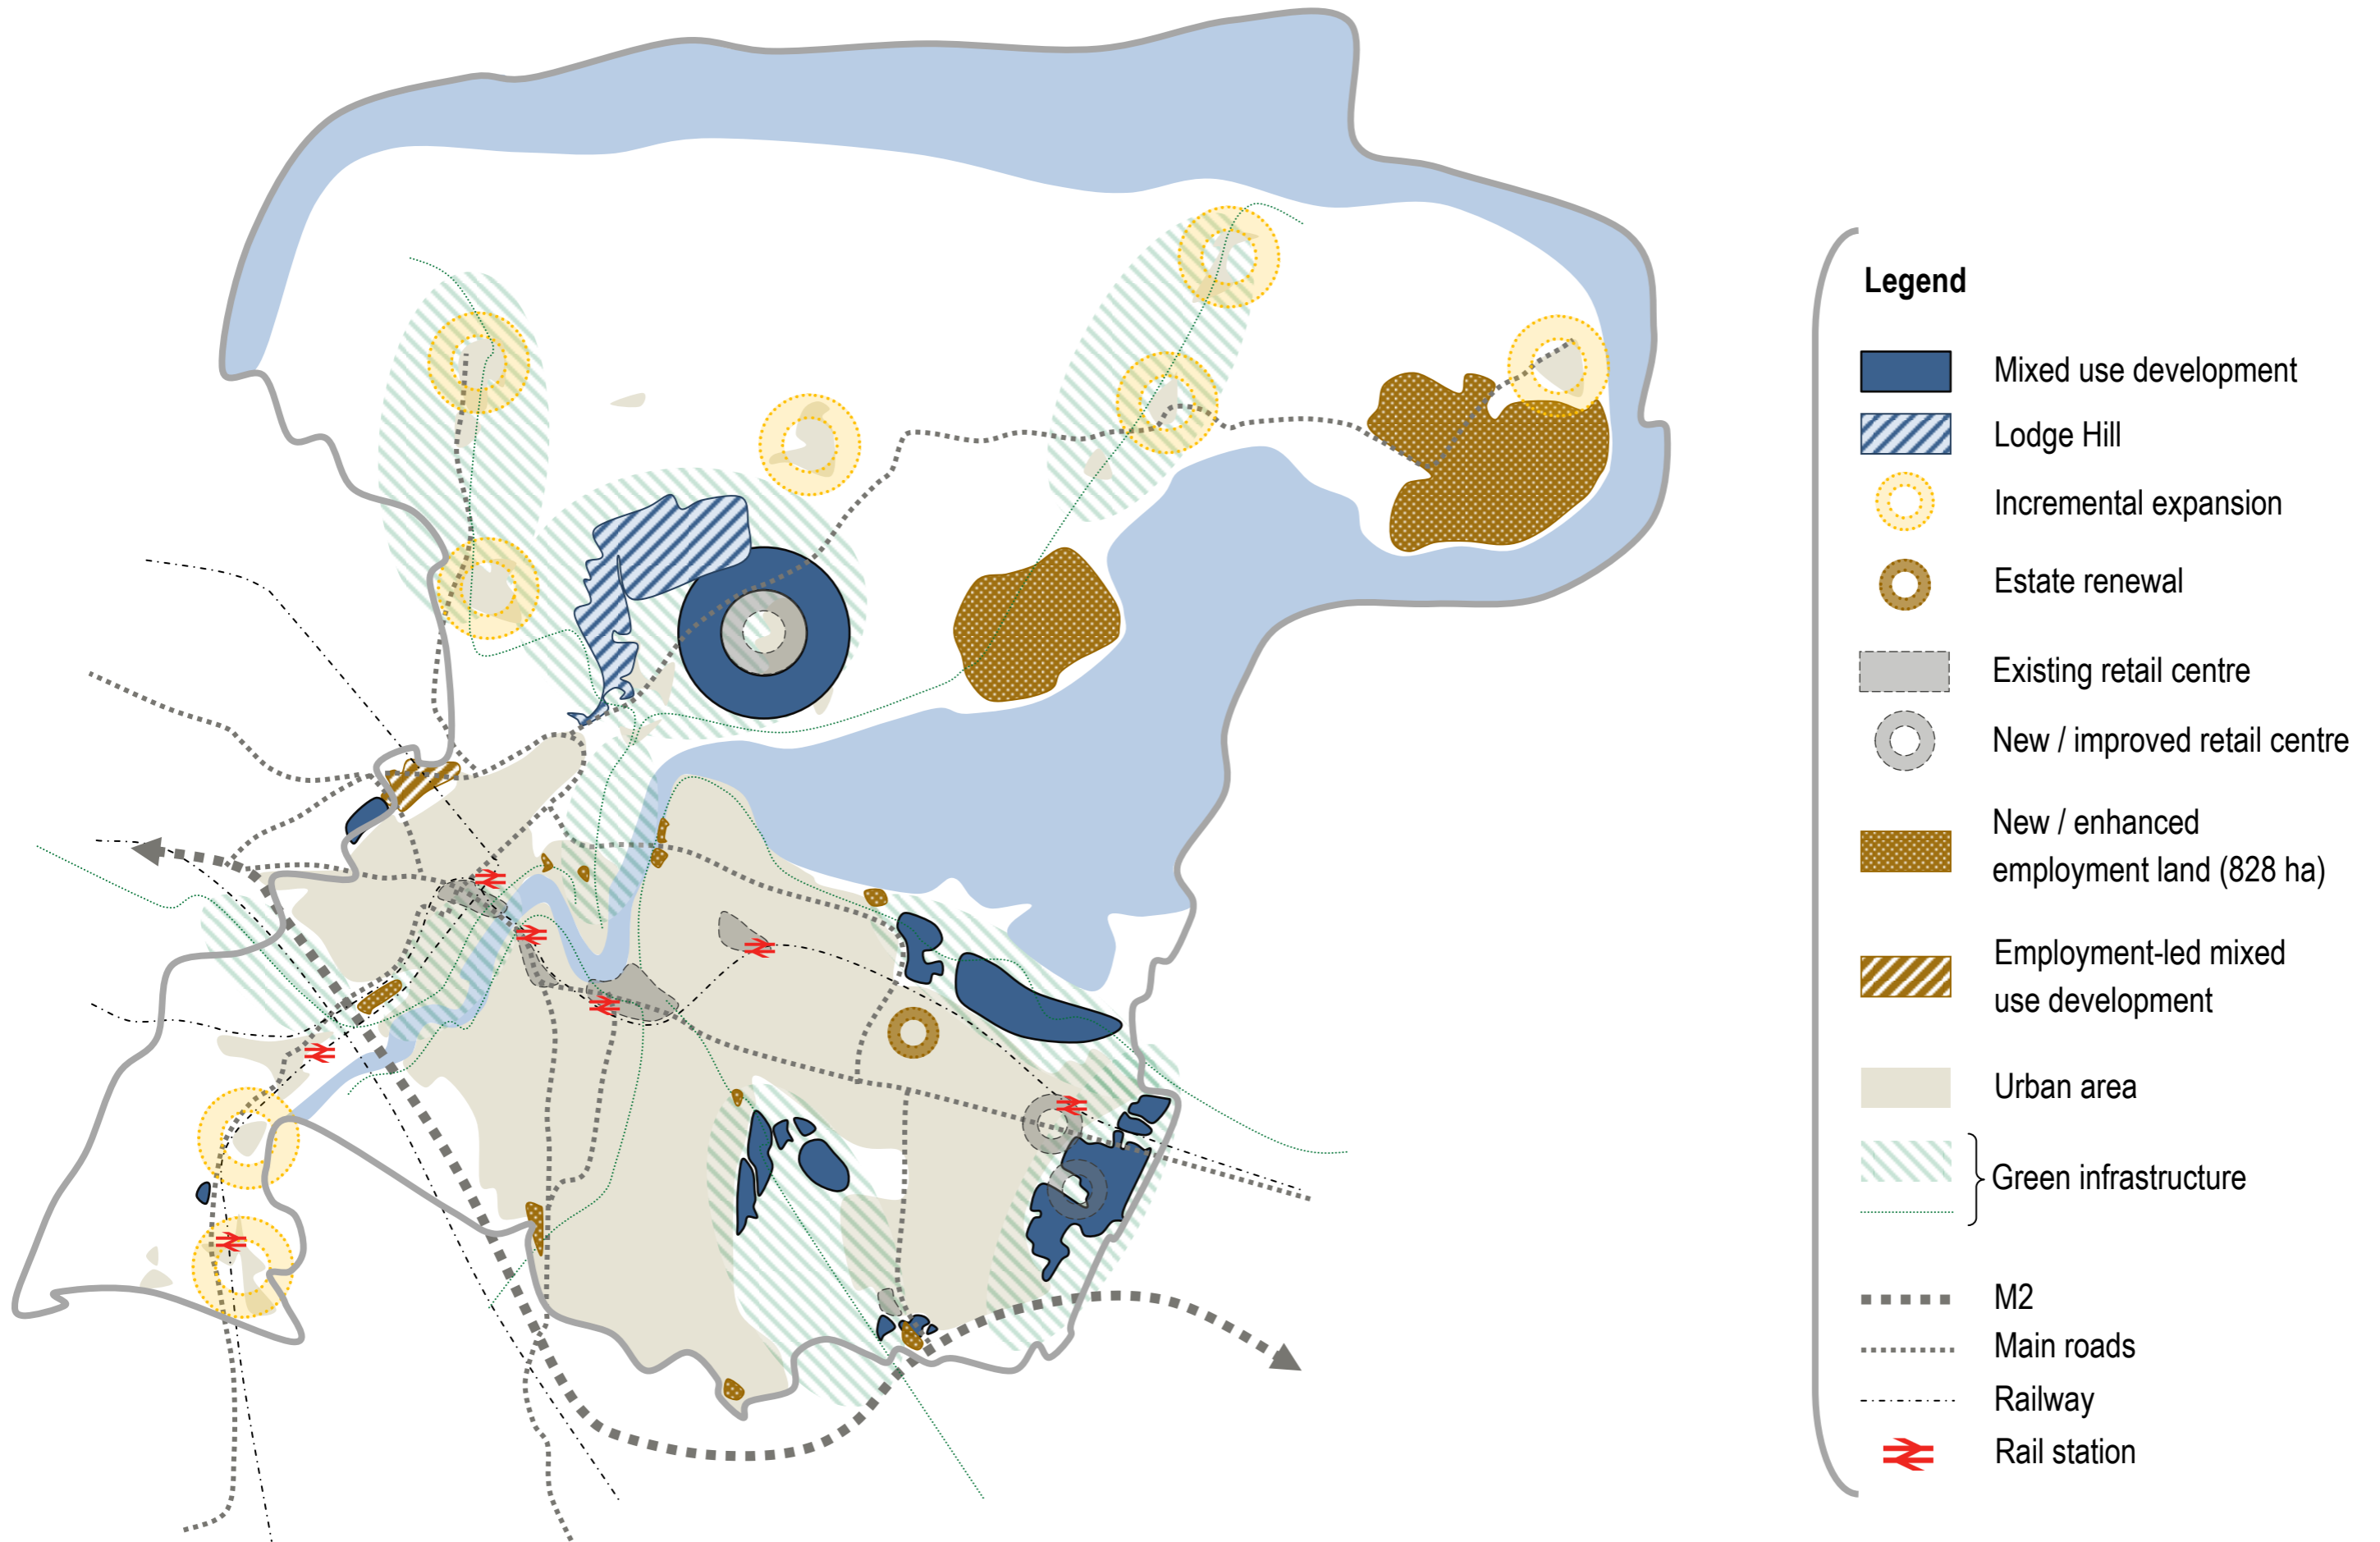 Legend
Mixed use development
Lodge Hill
Incremental expansion
Estate renewal
Existing retail centre
New / improved retail centre
New / enhanced
employment land (828 ha)
Employment-led mixed
use development
Urban area
Green infrastructure
M2
Main roads
Railway
Rail station